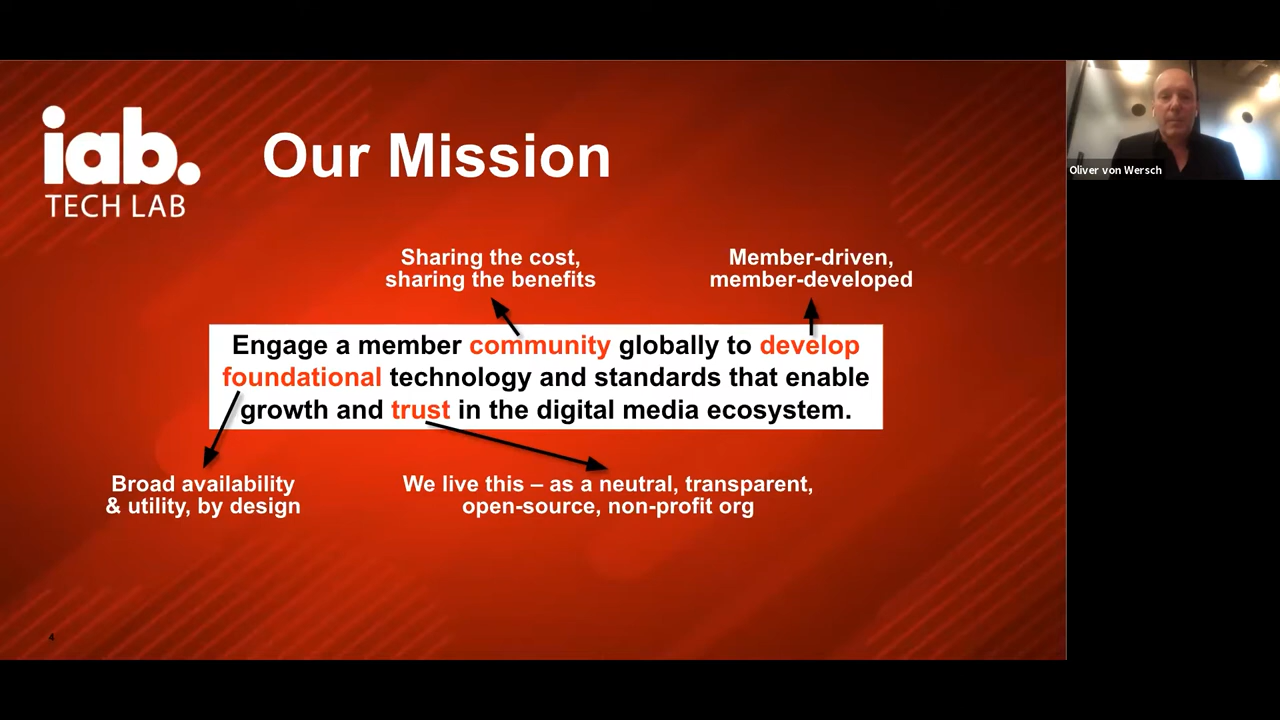 iab.
TECH LAB
Our Mission
Oliver von Wersch
Sharing the cost,
sharing the benefits
Member-driven,
member-developed
Engage a member community globally to develop
foundational technology and standards that enable
growth and trust in the digital media ecosystem.
Broad availability
& utility, by design
We live this – as a neutral, transparent,
open-source, non-profit org
4